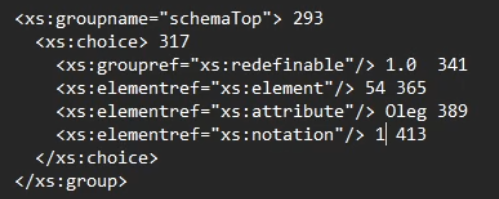 <xs:groupname="schemaTop"> 293
<xs:choice> 317
<xs:groupref="xs:redefinable"/> 1.0  341
<xs:elementref="xs:element"/> 54 365
<xs:elementref="xs:attribute"/> Oleg 389
<xs:elementref="xs:notation"/> 1 413
</xs:choice>
</xs:group>